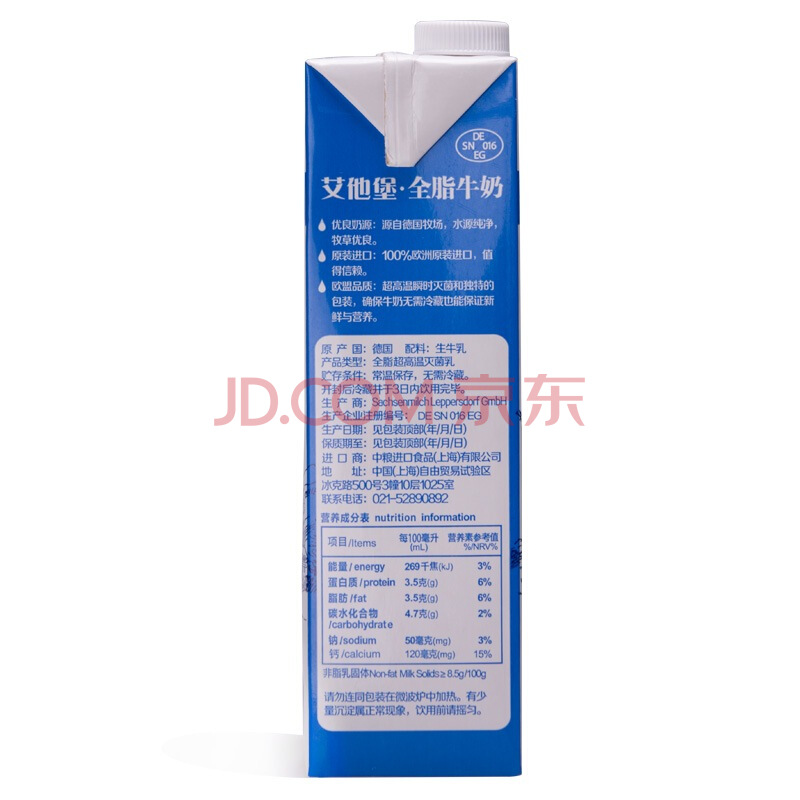 DE
SN 016
EG
艾他堡·全脂牛奶
优良奶源：源自德国牧场，水源纯净，
牧草优良。
原装进口：100%欧洲原装进口，值
得信赖。
欧盟品质：超高温瞬时灭菌和独特的
包装，确保牛奶无需冷藏也能保证新
鲜与营养。
原产国：德国 配料：生牛乳
产品类型：全脂超高温灭菌乳
贮存条件：常温保存，无需冷藏。
开封后冷藏并于3日内饮用完毕。
生产商：Sachsenmilch Leppersdorf GmbH
JD.COM 京东
生产企业注册编号：DE SN 016 EG
生产日期：见包装顶部(年/月/日)
保质期至：见包装顶部(年/月/日)
进口商：中粮进口食品(上海)有限公司
地址：中国(上海)自由贸易试验区
冰克路500号3幢10层1025室
联系电话：021-52890892
营养成分表 nutrition information
项目/Items 每100毫升(mL) 营养素参考值%/NRV%
能量/energy 269千焦(kJ) 3%
蛋白质/protein 3.5克(g) 6%
脂肪/fat 3.5克(g) 6%
碳水化合物/carbohydrate 4.7克(g) 2%
钠/sodium 50毫克(mg) 3%
钙/calcium 120毫克(mg) 15%
非脂乳固体Non-fat Milk Solids≥8.5g/100g
请勿连同包装在微波炉中加热。有少
量沉淀属正常现象，饮用前请摇匀。